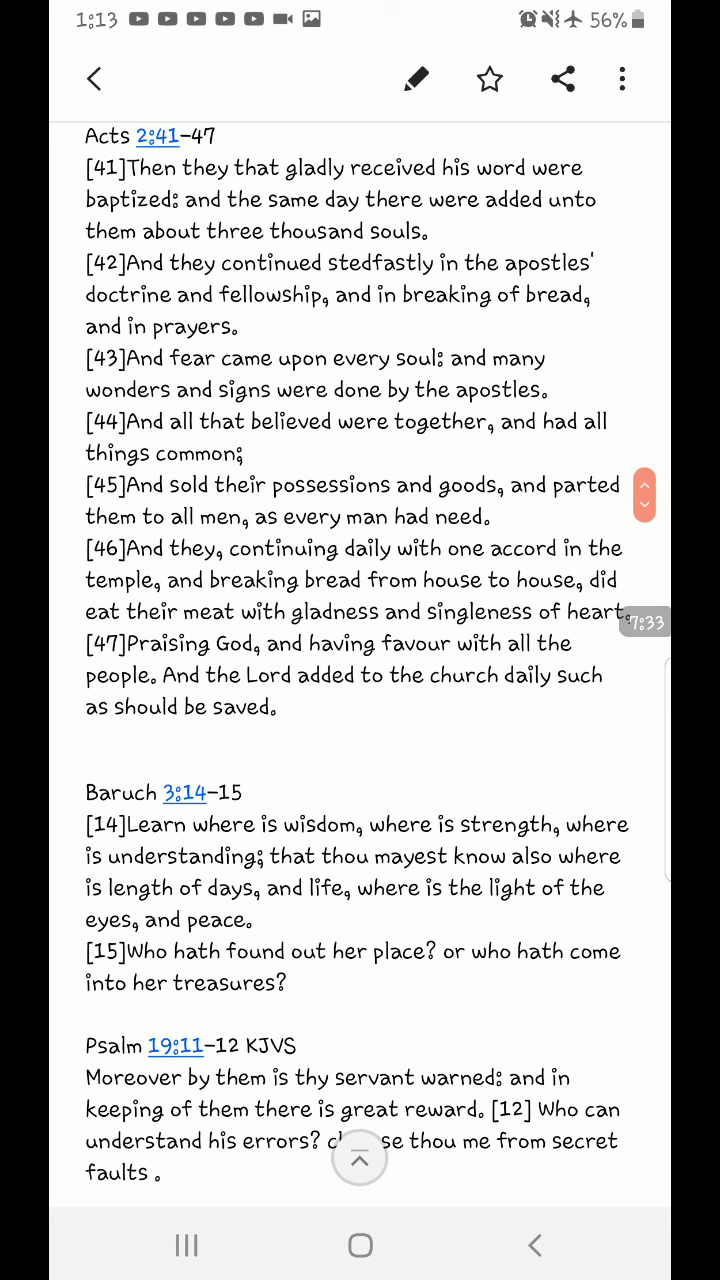 1:13
56%
Acts 2:41-47
[41]Then they that gladly received his word were
baptized: and the same day there were added unto
them about three thousand souls.
[42]And they continued stedfastly in the apostles'
doctrine and fellowship, and in breaking of bread,
and in prayers.
[43]And fear came upon every soul: and many
wonders and signs were done by the apostles.
[44]And all that believed were together, and had all
things common;
[45]And sold their possessions and goods, and parted
them to all men, as every man had need.
[46]And they, continuing daily with one accord in the
temple, and breaking bread from house to house, did
eat their meat with gladness and singleness of heart,
7:33
[47]Praising God, and having favour with all the
people. And the Lord added to the church daily such
as should be saved.
Baruch 3:14-15
[14]Learn where is wisdom, where is strength, where
is understanding; that thou mayest know also where
is length of days, and life, where is the light of the
eyes, and peace.
[15]Who hath found out her place? or who hath come
into her treasures?
Psalm 19:11-12 KJVS
Moreover by them is thy servant warned: and in
keeping of them there is great reward. [12] Who can
understand his errors? thou me from secret
faults .